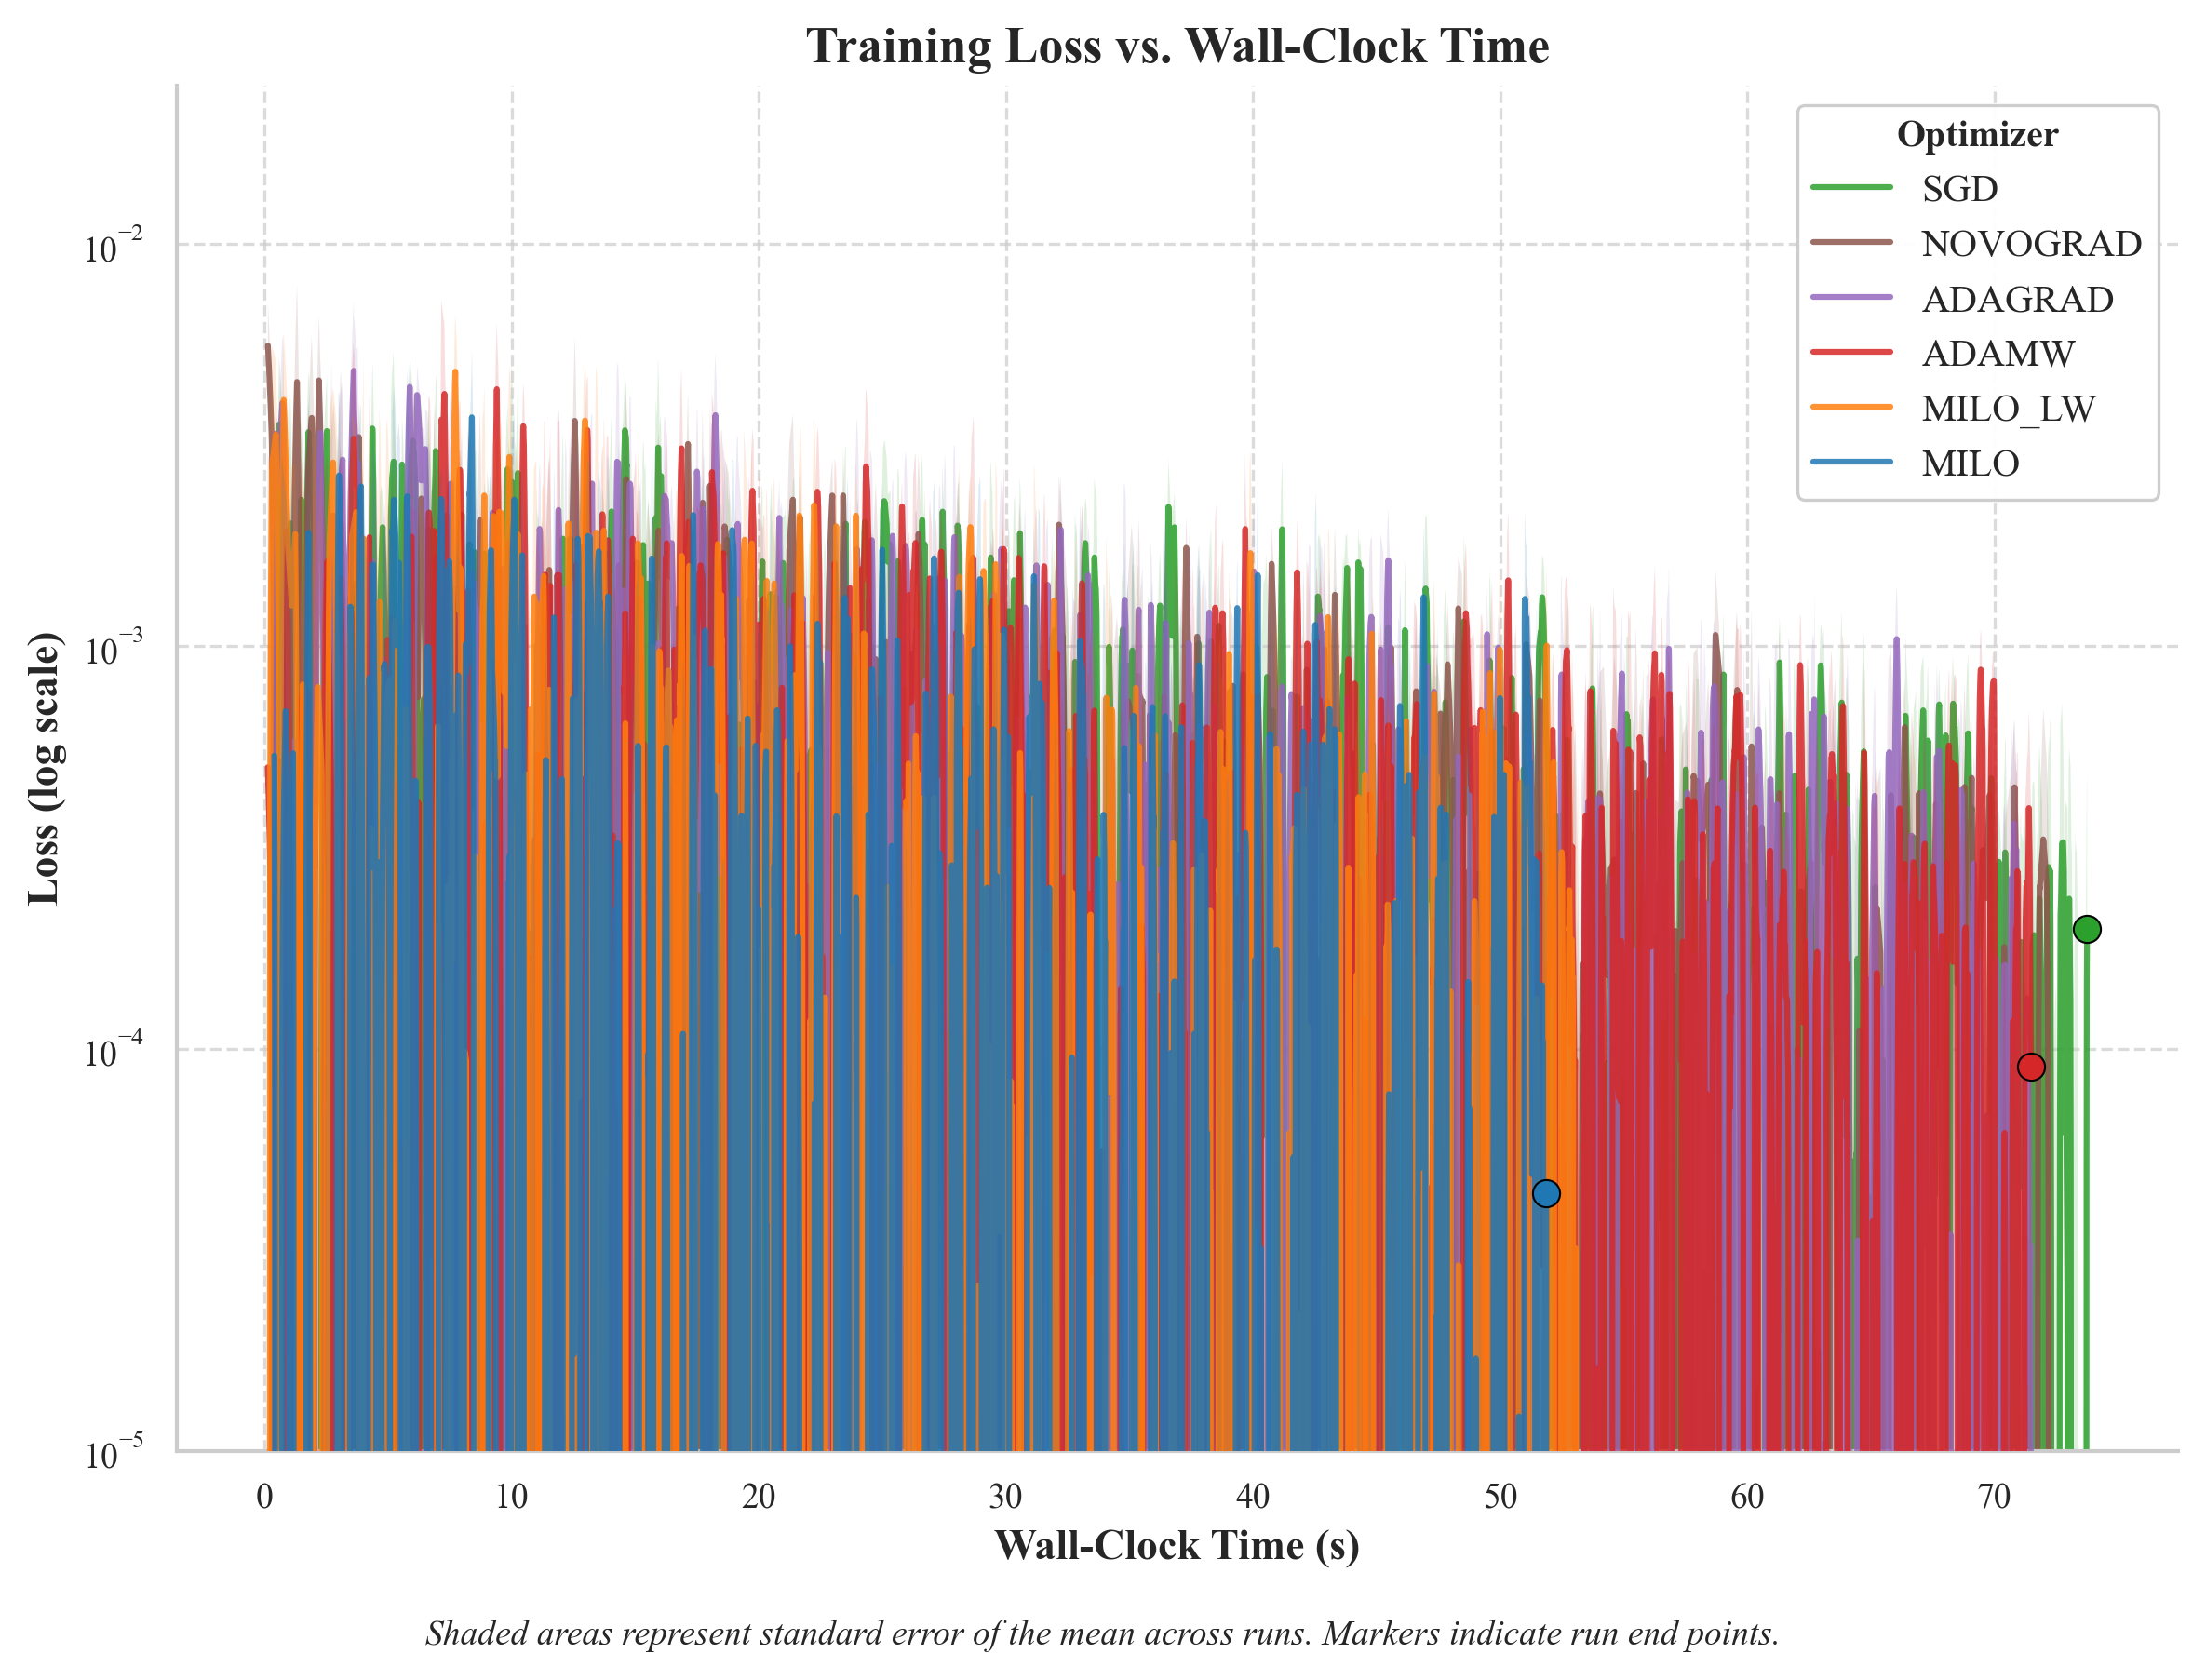 Training Loss vs. Wall-Clock Time
Optimizer
SGD
NOVOGRAD
ADAGRAD
ADAMW
MILO_LW
MILO
Loss (log scale)
10⁻²
10⁻³
10⁻⁴
10⁻⁵
0 10 20 30 40 50 60 70
Wall-Clock Time (s)
Shaded areas represent standard error of the mean across runs. Markers indicate run end points.